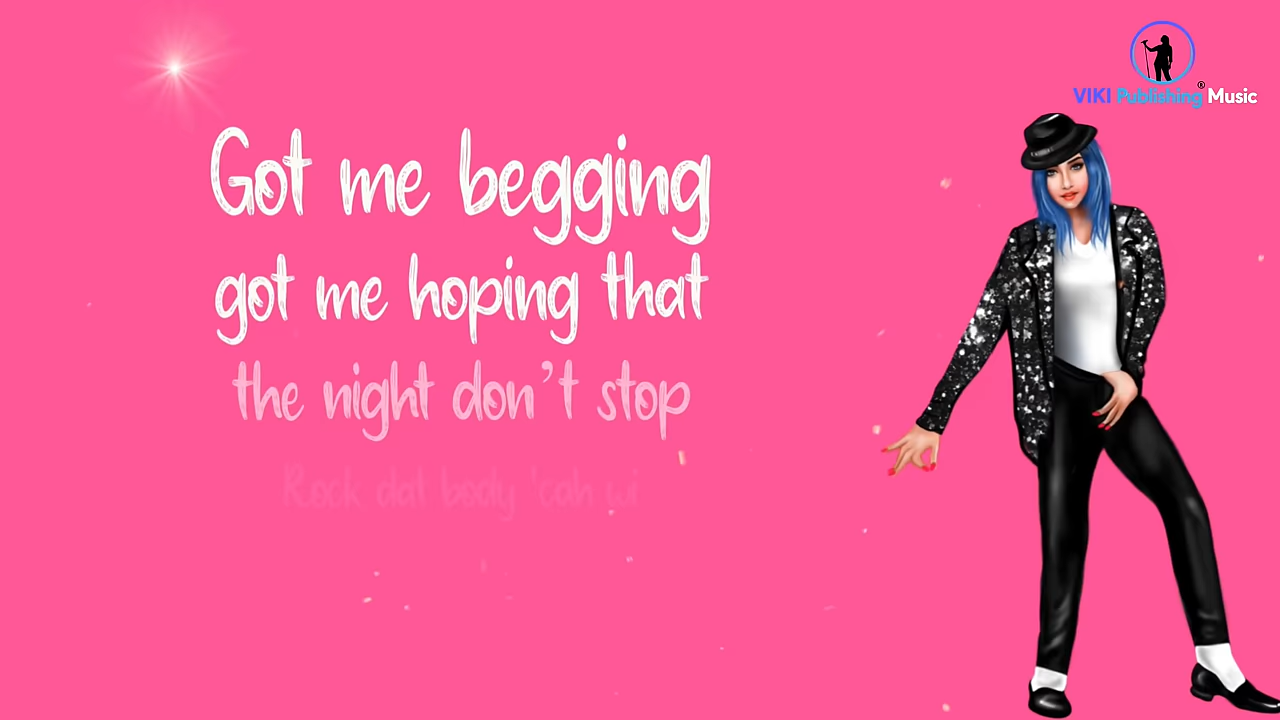 VIKI Publishing® Music
Got me begging
got me hoping that
the night don’t stop
Rock dat body 'cah wi